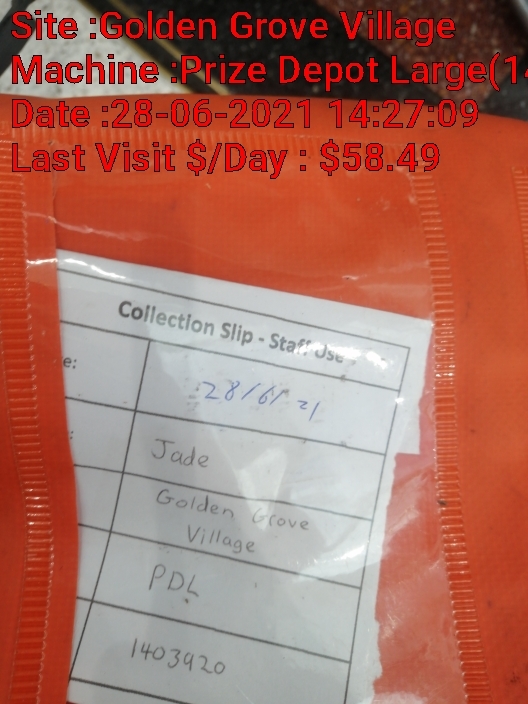 Site :Golden Grove Village
Machine :Prize Depot Large(14
Date :28-06-2021 14:27:09
Last Visit $/Day : $58.49
Collection Slip - Staff Use
e:
28/6/21
:
Jade
Golden Grove
Village
PDL
1403920